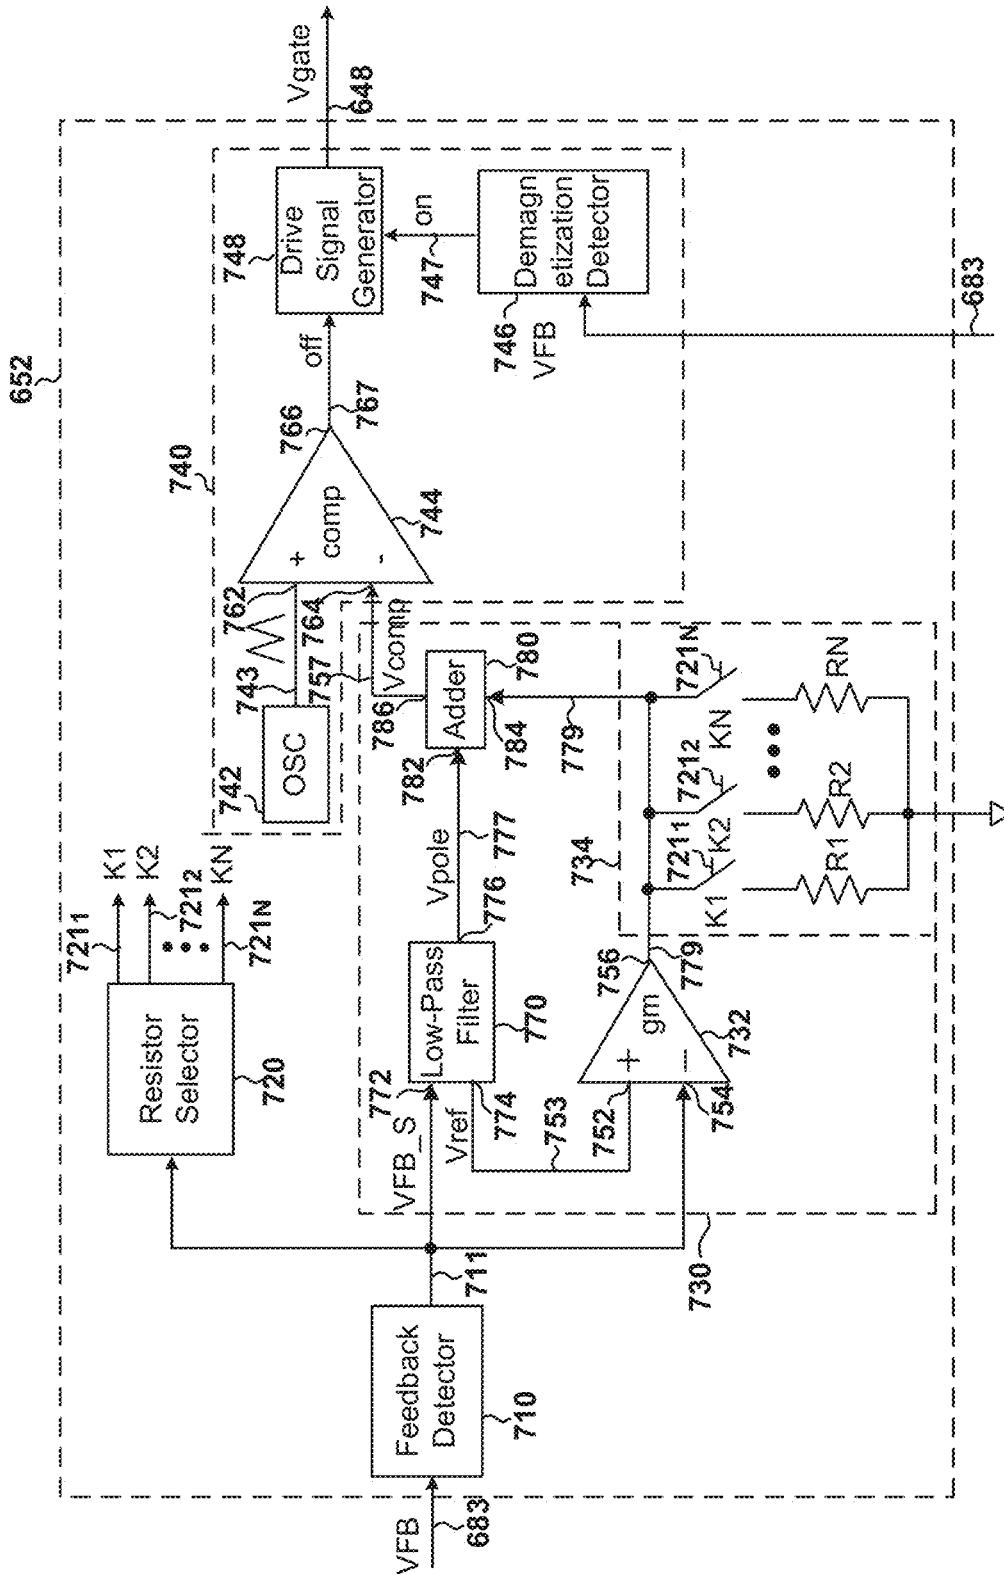 652
740
748
Drive
Signal
Generator
Vgate
648
off
on
747
746
Demagn
etization
Detector
VFB
683
766
767
+
comp
-
744
742
OSC
743
762
764
757
Vcomp
786
Adder
780
782
784
779
7211
K1
7212
K2
721N
KN
Resistor
Selector
720
Vpole
777
776
734
Low-Pass
Filter
770
772
774
VFB_S
Vref
753
752
754
+
gm
-
732
756
779
K1
7211
K2
7212
KN
721N
R1
R2
RN
730
711
Feedback
Detector
710
VFB
683